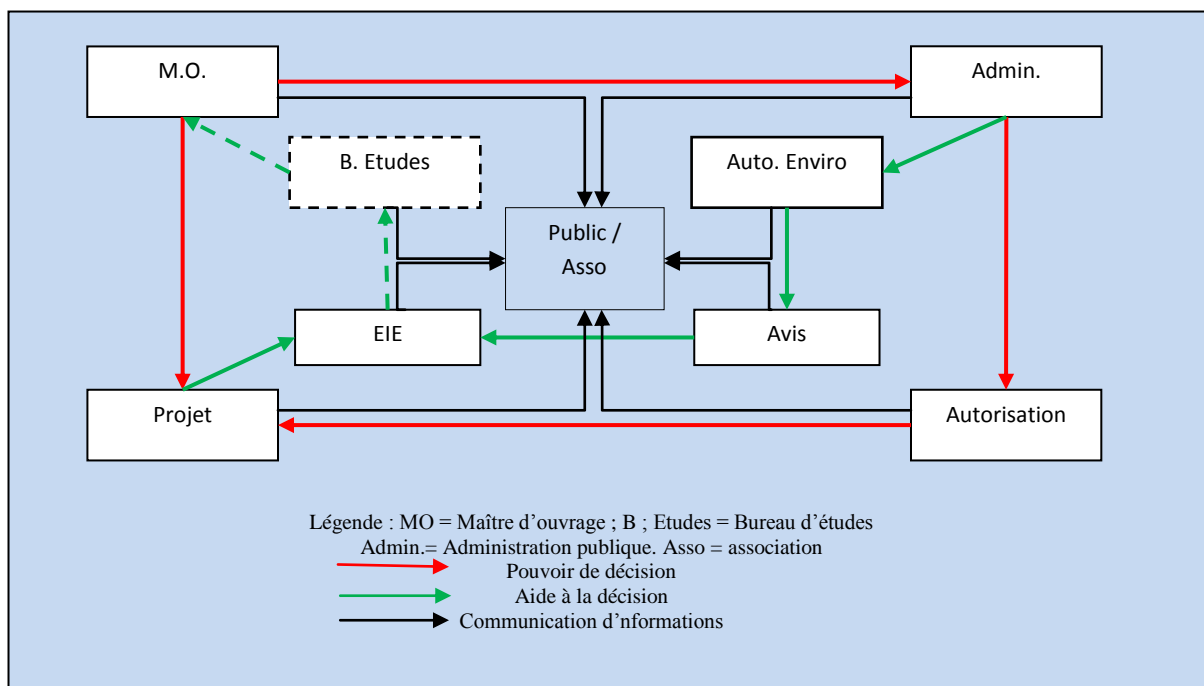 M.O.
Admin.
B. Etudes
Auto. Enviro
Public /
Asso
EIE
Avis
Projet
Autorisation
Légende : MO = Maître d’ouvrage ; B ; Etudes = Bureau d’études
Admin.= Administration publique. Asso = association
Pouvoir de décision
Aide à la décision
Communication d’nformations